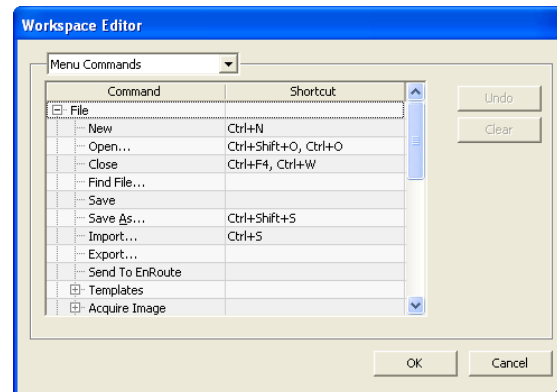 Workspace Editor
Menu Commands
Command Shortcut
File
New Ctrl+N
Open... Ctrl+Shift+O, Ctrl+O
Close Ctrl+F4, Ctrl+W
Find File...
Save
Save As... Ctrl+Shift+S
Import... Ctrl+S
Export...
Send To EnRoute
Templates
Acquire Image
Undo
Clear
OK Cancel